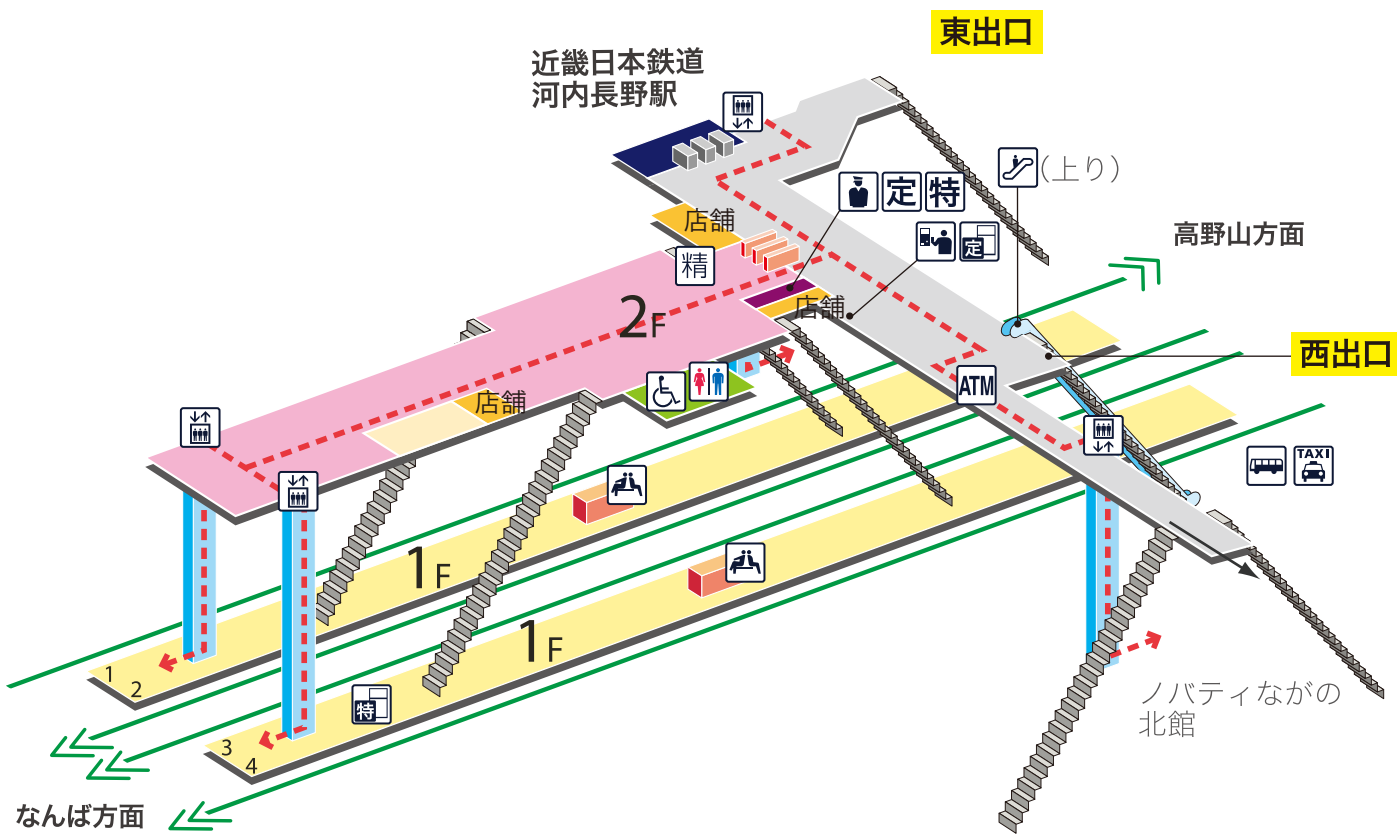 東出口
近畿日本鉄道
河内長野駅
(上り)
定
特
店舗
高野山方面
定
精
2F
店舗
西出口
ATM
店舗
TAXI
1F
1F
1
2
特
3
4
ノバティながの
北館
なんば方面